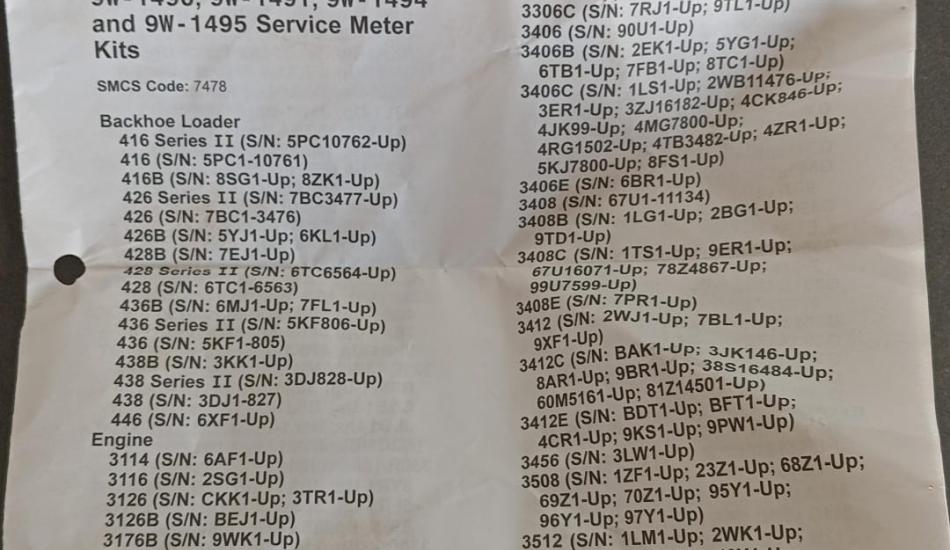 9W-1490, 9W-1491, 9W-1494
and 9W-1495 Service Meter
Kits
SMCS Code: 7478
Backhoe Loader
416 Series II (S/N: 5PC10762-Up)
416 (S/N: 5PC1-10761)
416B (S/N: 8SG1-Up; 8ZK1-Up)
426 Series II (S/N: 7BC3477-Up)
426 (S/N: 7BC1-3476)
426B (S/N: 5YJ1-Up; 6KL1-Up)
428B (S/N: 7EJ1-Up)
428 Series II (S/N: 6TC6564-Up)
428 (S/N: 6TC1-6563)
436B (S/N: 6MJ1-Up; 7FL1-Up)
436 Series II (S/N: 5KF806-Up)
436 (S/N: 5KF1-805)
438B (S/N: 3KK1-Up)
438 Series II (S/N: 3DJ828-Up)
438 (S/N: 3DJ1-827)
446 (S/N: 6XF1-Up)
Engine
3114 (S/N: 6AF1-Up)
3116 (S/N: 2SG1-Up)
3126 (S/N: CKK1-Up; 3TR1-Up)
3126B (S/N: BEJ1-Up)
3176B (S/N: 9WK1-Up)
3306C (S/N: 7RJ1-Up; 9TL1-Up)
3406 (S/N: 90U1-Up)
3406B (S/N: 2EK1-Up; 5YG1-Up;
6TB1-Up; 7FB1-Up; 8TC1-Up)
3406C (S/N: 1LS1-Up; 2WB11476-Up;
3ER1-Up; 3ZJ16182-Up; 4CK846-Up;
4JK99-Up; 4MG7800-Up;
4RG1502-Up; 4TB3482-Up; 4ZR1-Up;
5KJ7800-Up; 8FS1-Up)
3406E (S/N: 6BR1-Up)
3408 (S/N: 67U1-11134)
3408B (S/N: 1LG1-Up; 2BG1-Up;
9TD1-Up)
3408C (S/N: 1TS1-Up; 9ER1-Up;
67U16071-Up; 78Z4867-Up;
99U7599-Up)
3408E (S/N: 7PR1-Up)
3412 (S/N: 2WJ1-Up; 7BL1-Up;
9XF1-Up)
3412C (S/N: BAK1-Up; 3JK146-Up;
8AR1-Up; 9BR1-Up; 38S16484-Up;
60M5161-Up; 81Z14501-Up)
3412E (S/N: BDT1-Up; BFT1-Up;
4CR1-Up; 9KS1-Up; 9PW1-Up)
3456 (S/N: 3LW1-Up)
3508 (S/N: 1ZF1-Up; 23Z1-Up; 68Z1-Up;
69Z1-Up; 70Z1-Up; 95Y1-Up;
96Y1-Up; 97Y1-Up)
3512 (S/N: 1LM1-Up; 2WK1-Up;